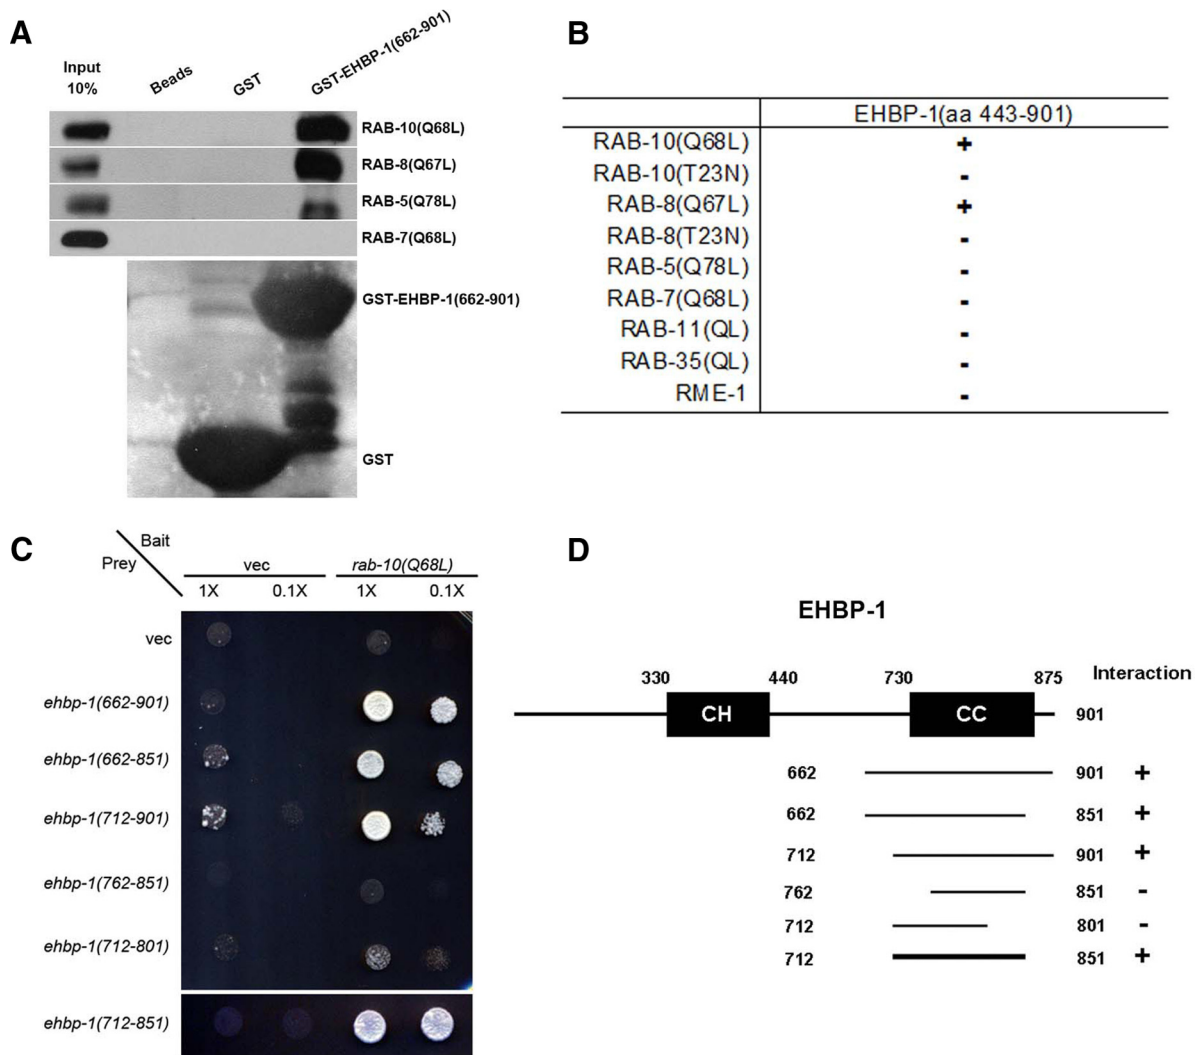 A
Input
10%
Beads
GST
GST-EHBP-1(662-901)
RAB-10(Q68L)
RAB-8(Q67L)
RAB-5(Q78L)
RAB-7(Q68L)
GST-EHBP-1(662-901)
GST
B
EHBP-1(aa 443-901)
RAB-10(Q68L) +
RAB-10(T23N) -
RAB-8(Q67L) +
RAB-8(T23N) -
RAB-5(Q78L) -
RAB-7(Q68L) -
RAB-11(QL) -
RAB-35(QL) -
RME-1 -
C
Bait
Prey
vec rab-10(Q68L)
1X 0.1X 1X 0.1X
vec
ehbp-1(662-901)
ehbp-1(662-851)
ehbp-1(712-901)
ehbp-1(762-851)
ehbp-1(712-801)
ehbp-1(712-851)
D
EHBP-1
330 440 730 875 Interaction
CH CC 901
662 901 +
662 851 +
712 901 +
762 851 -
712 801 -
712 851 +